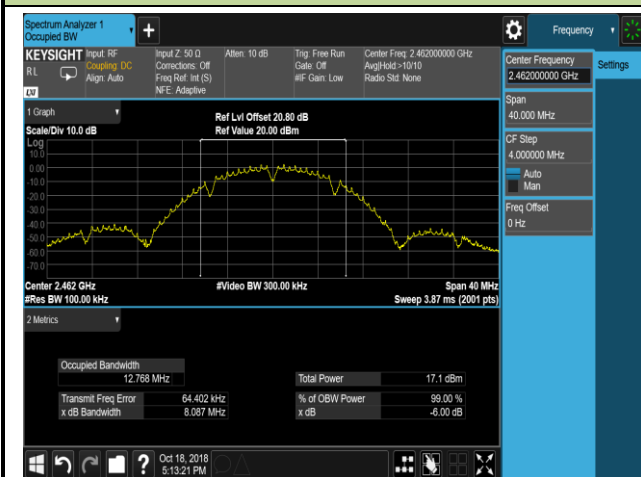 Spectrum Analyzer 1
Occupied BW
Frequency
KEYSIGHT
R L
LXI
Input: RF
Coupling: DC
Align: Auto
Input Z: 50 Ω
Corrections: Off
Freq Ref: Int (S)
NFE: Adaptive
Atten: 10 dB
Trig: Free Run
Gate: Off
#IF Gain: Low
Center Freq: 2.462000000 GHz
Avg|Hold:>10/10
Radio Std: None
Center Frequency
2.462000000 GHz
Settings
Span
40.000 MHz
CF Step
4.000000 MHz
Auto
Man
Freq Offset
0 Hz
1 Graph
Scale/Div 10.0 dB
Ref Lvl Offset 20.80 dB
Ref Value 20.00 dBm
Log
10.0
0.00
-10.0
-20.0
-30.0
-40.0
-50.0
-60.0
-70.0
Center 2.462 GHz
#Video BW 300.00 kHz
Span 40 MHz
#Res BW 100.00 kHz
Sweep 3.87 ms (2001 pts)
2 Metrics
Occupied Bandwidth
12.768 MHz
Total Power
17.1 dBm
Transmit Freq Error
64.402 kHz
% of OBW Power
99.00 %
x dB Bandwidth
8.087 MHz
x dB
-6.00 dB
?
Oct 18, 2018
5:13:21 PM